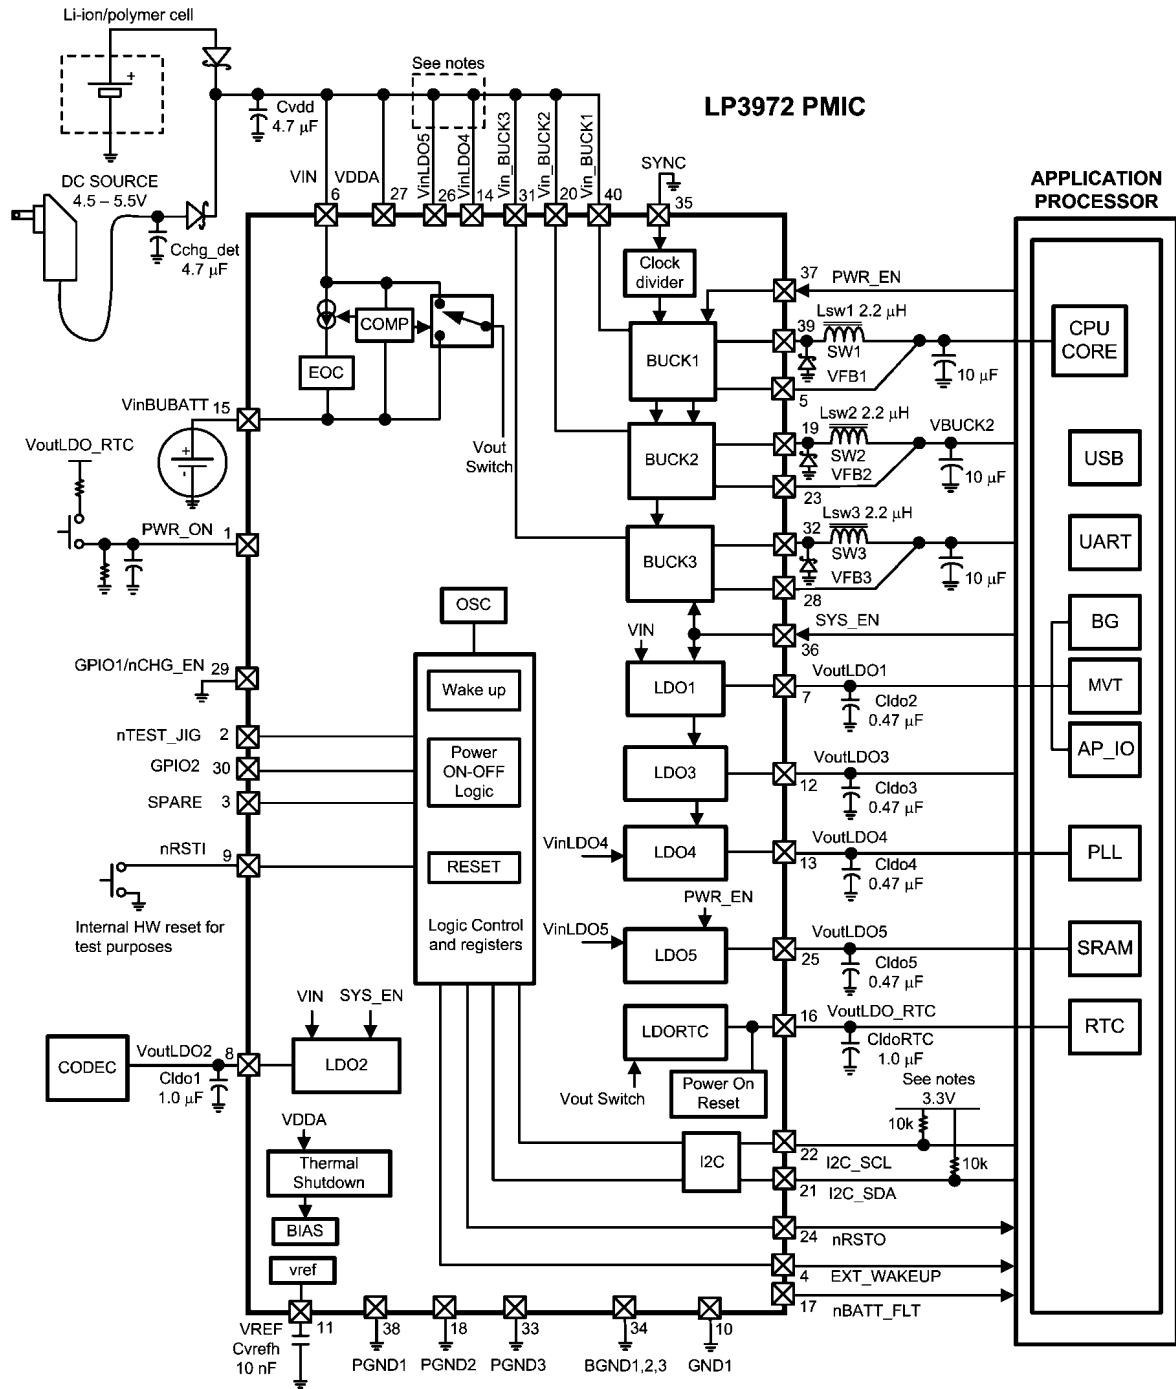 Li-ion/polymer cell
+
See notes
LP3972 PMIC
Cvdd
4.7 μF
DC SOURCE
4.5 – 5.5V
Cchg_det
4.7 μF
VIN
6
VDDA
27
VinLDO5
26
VinLDO4
14
Vin_BUCK3
31
Vin_BUCK2
20
Vin_BUCK1
40
SYNC
35
APPLICATION
PROCESSOR
Clock
divider
37
PWR_EN
COMP
EOC
BUCK1
39
Lsw1 2.2 μH
SW1
VFB1
5
10 μF
CPU
CORE
VinBUBATT
15
+
-
Vout
Switch
BUCK2
19
Lsw2 2.2 μH
SW2
VFB2
23
VBUCK2
10 μF
USB
VoutLDO_RTC
PWR_ON
1
BUCK3
32
Lsw3 2.2 μH
SW3
VFB3
28
10 μF
UART
OSC
SYS_EN
36
BG
GPIO1/nCHG_EN
29
Wake up
VIN
LDO1
VoutLDO1
7
Cldo2
0.47 μF
MVT
nTEST_JIG
2
GPIO2
30
SPARE
3
Power
ON-OFF
Logic
LDO3
VoutLDO3
12
Cldo3
0.47 μF
AP_IO
nRSTI
9
RESET
VinLDO4
LDO4
VoutLDO4
13
Cldo4
0.47 μF
PLL
Internal HW reset for
test purposes
Logic Control
and registers
PWR_EN
VinLDO5
LDO5
VoutLDO5
25
Cldo5
0.47 μF
SRAM
VIN
SYS_EN
LDORTC
16
VoutLDO_RTC
CldoRTC
1.0 μF
RTC
CODEC
VoutLDO2
8
Cldo1
1.0 μF
LDO2
Vout Switch
Power On
Reset
See notes
3.3V
10k
10k
VDDA
Thermal
Shutdown
BIAS
vref
I2C
22
I2C_SCL
21
I2C_SDA
24
nRSTO
4
EXT_WAKEUP
17
nBATT_FLT
VREF
11
Cvrefh
10 nF
38
PGND1
18
PGND2
33
PGND3
34
BGND1,2,3
10
GND1